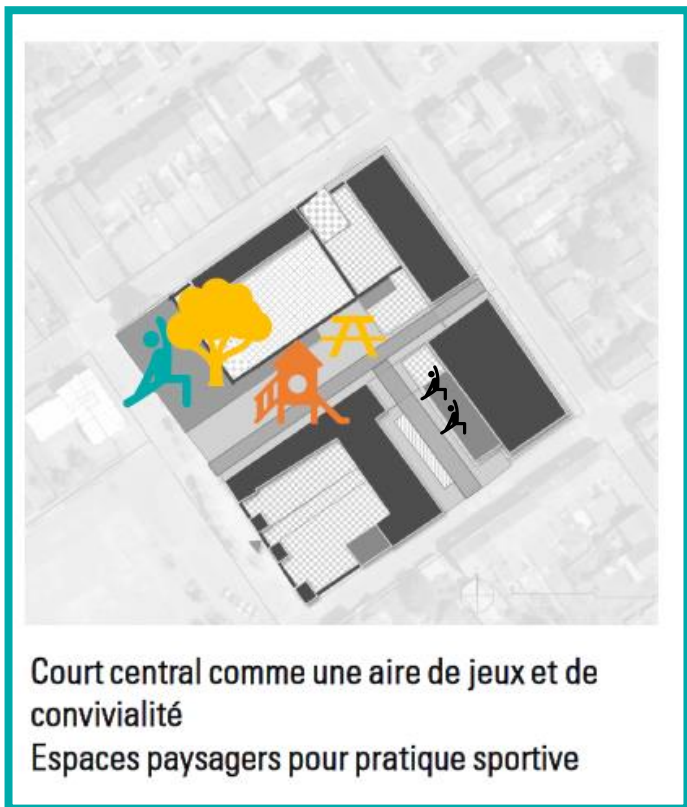 Court central comme une aire de jeux et de
convivialité
Espaces paysagers pour pratique sportive